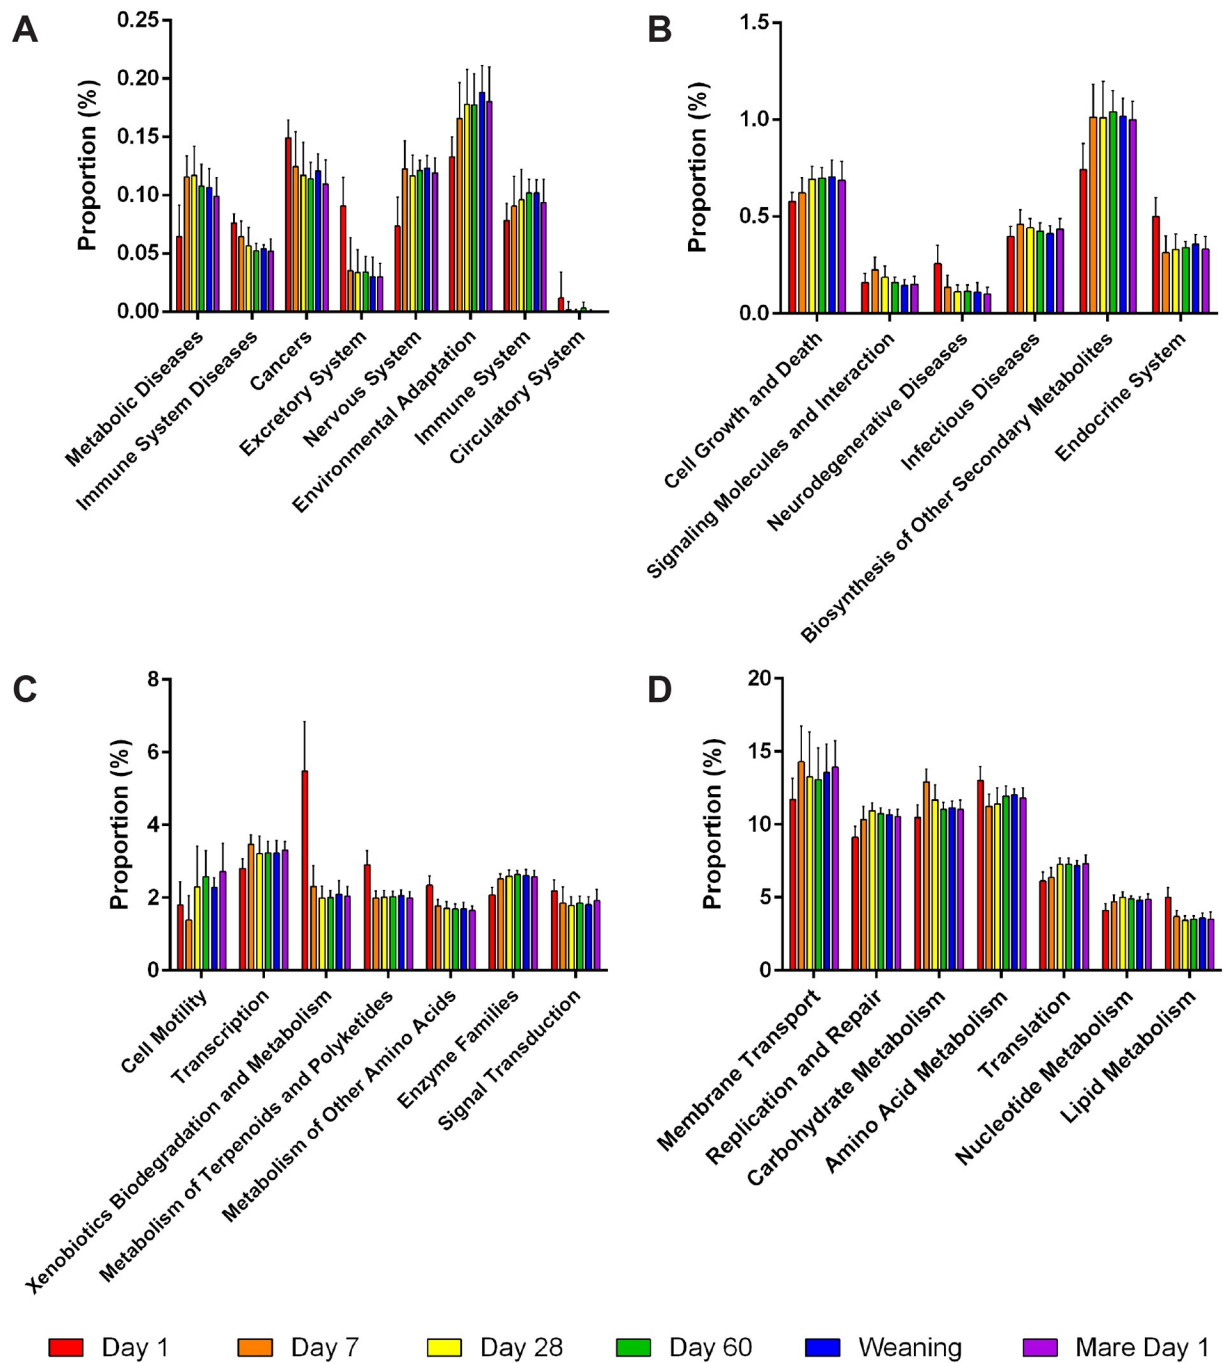 A
Proportion (%)
0.25
0.20
0.15
0.10
0.05
0.00
Metabolic Diseases
Immune System Diseases
Cancers
Excretory System
Nervous System
Environmental Adaptation
Immune System
Circulatory System
B
Proportion (%)
1.5
1.0
0.5
0.0
Cell Growth and Death
Signaling Molecules and Interaction
Neurodegenerative Diseases
Infectious Diseases
Biosynthesis of Other Secondary Metabolites
Endocrine System
C
Proportion (%)
8
6
4
2
0
Cell Motility
Transcription
Xenobiotics Biodegradation and Metabolism
Metabolism of Terpenoids and Polyketides
Metabolism of Other Amino Acids
Enzyme Families
Signal Transduction
D
Proportion (%)
20
15
10
5
0
Membrane Transport
Replication and Repair
Carbohydrate Metabolism
Amino Acid Metabolism
Translation
Nucleotide Metabolism
Lipid Metabolism
Day 1
Day 7
Day 28
Day 60
Weaning
Mare Day 1